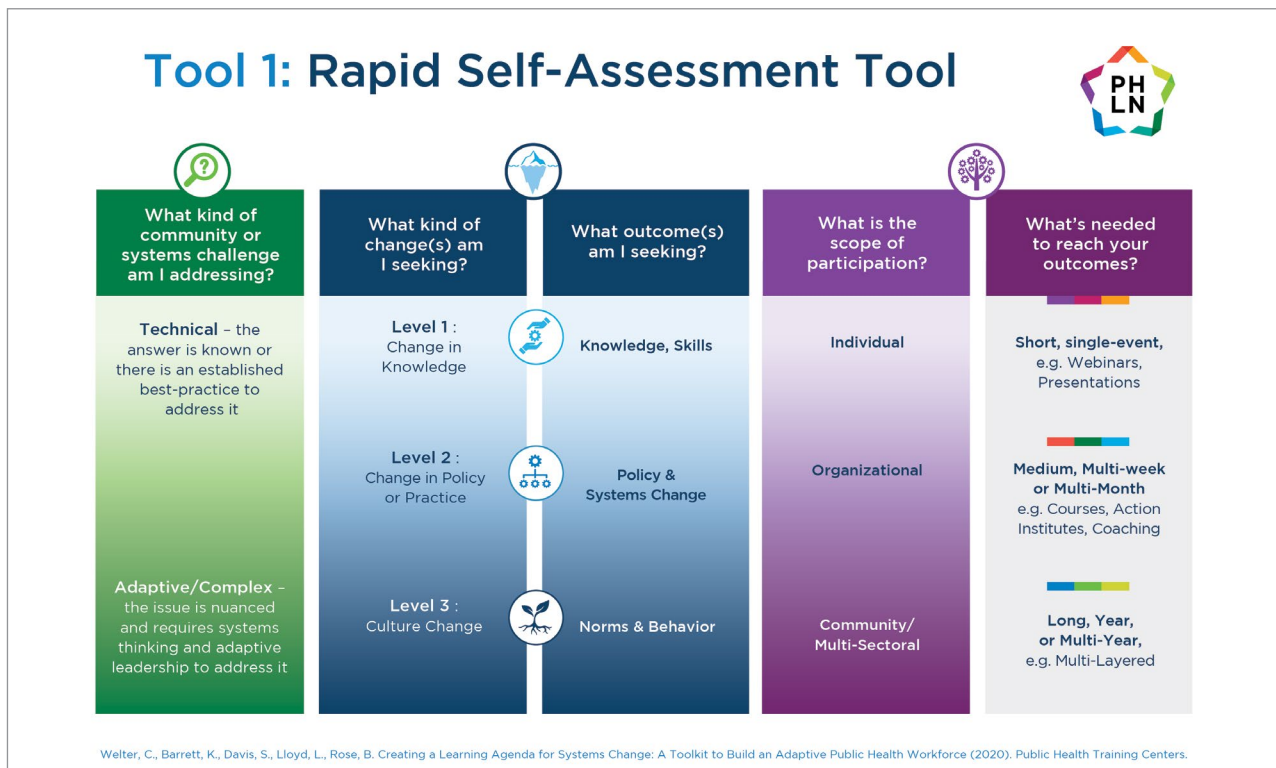 Tool 1: Rapid Self-Assessment Tool
PH
LN
What kind of
community or
systems challenge
am I addressing?
Technical – the
answer is known or
there is an established
best-practice to
address it
Adaptive/Complex –
the issue is nuanced
and requires systems
thinking and adaptive
leadership to address it
What kind of
change(s) am
I seeking?
Level 1 :
Change in
Knowledge
Level 2 :
Change in Policy
or Practice
Level 3 :
Culture Change
What outcome(s)
am I seeking?
Knowledge, Skills
Policy &
Systems Change
Norms & Behavior
What is the
scope of
participation?
Individual
Organizational
Community/
Multi-Sectoral
What's needed
to reach your
outcomes?
Short, single-event,
e.g. Webinars,
Presentations
Medium, Multi-week
or Multi-Month
e.g. Courses, Action
Institutes, Coaching
Long, Year,
or Multi-Year,
e.g. Multi-Layered
Welter, C., Barrett, K., Davis, S., Lloyd, L., Rose, B. Creating a Learning Agenda for Systems Change: A Toolkit to Build an Adaptive Public Health Workforce (2020). Public Health Training Centers.